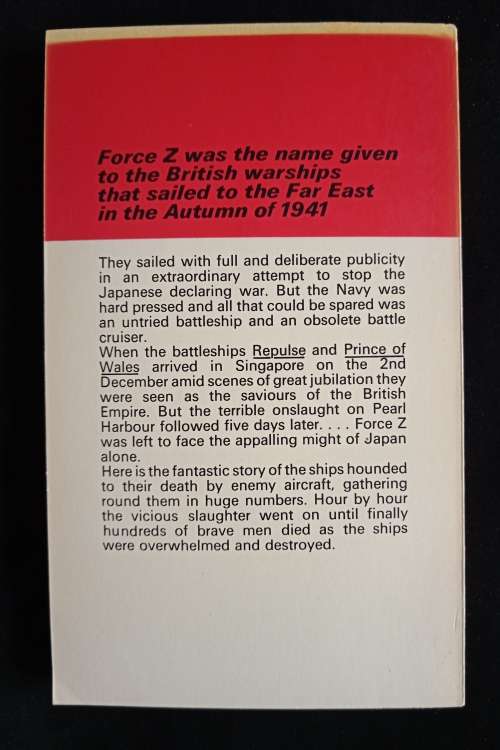 Force Z was the name given
to the British warships
that sailed to the Far East
in the Autumn of 1941
They sailed with full and deliberate publicity
in an extraordinary attempt to stop the
Japanese declaring war. But the Navy was
hard pressed and all that could be spared was
an untried battleship and an obsolete battle
cruiser.
When the battleships Repulse and Prince of
Wales arrived in Singapore on the 2nd
December amid scenes of great jubilation they
were seen as the saviours of the British
Empire. But the terrible onslaught on Pearl
Harbour followed five days later. . . . Force Z
was left to face the appalling might of Japan
alone.
Here is the fantastic story of the ships hounded
to their death by enemy aircraft, gathering
round them in huge numbers. Hour by hour
the vicious slaughter went on until finally
hundreds of brave men died as the ships
were overwhelmed and destroyed.